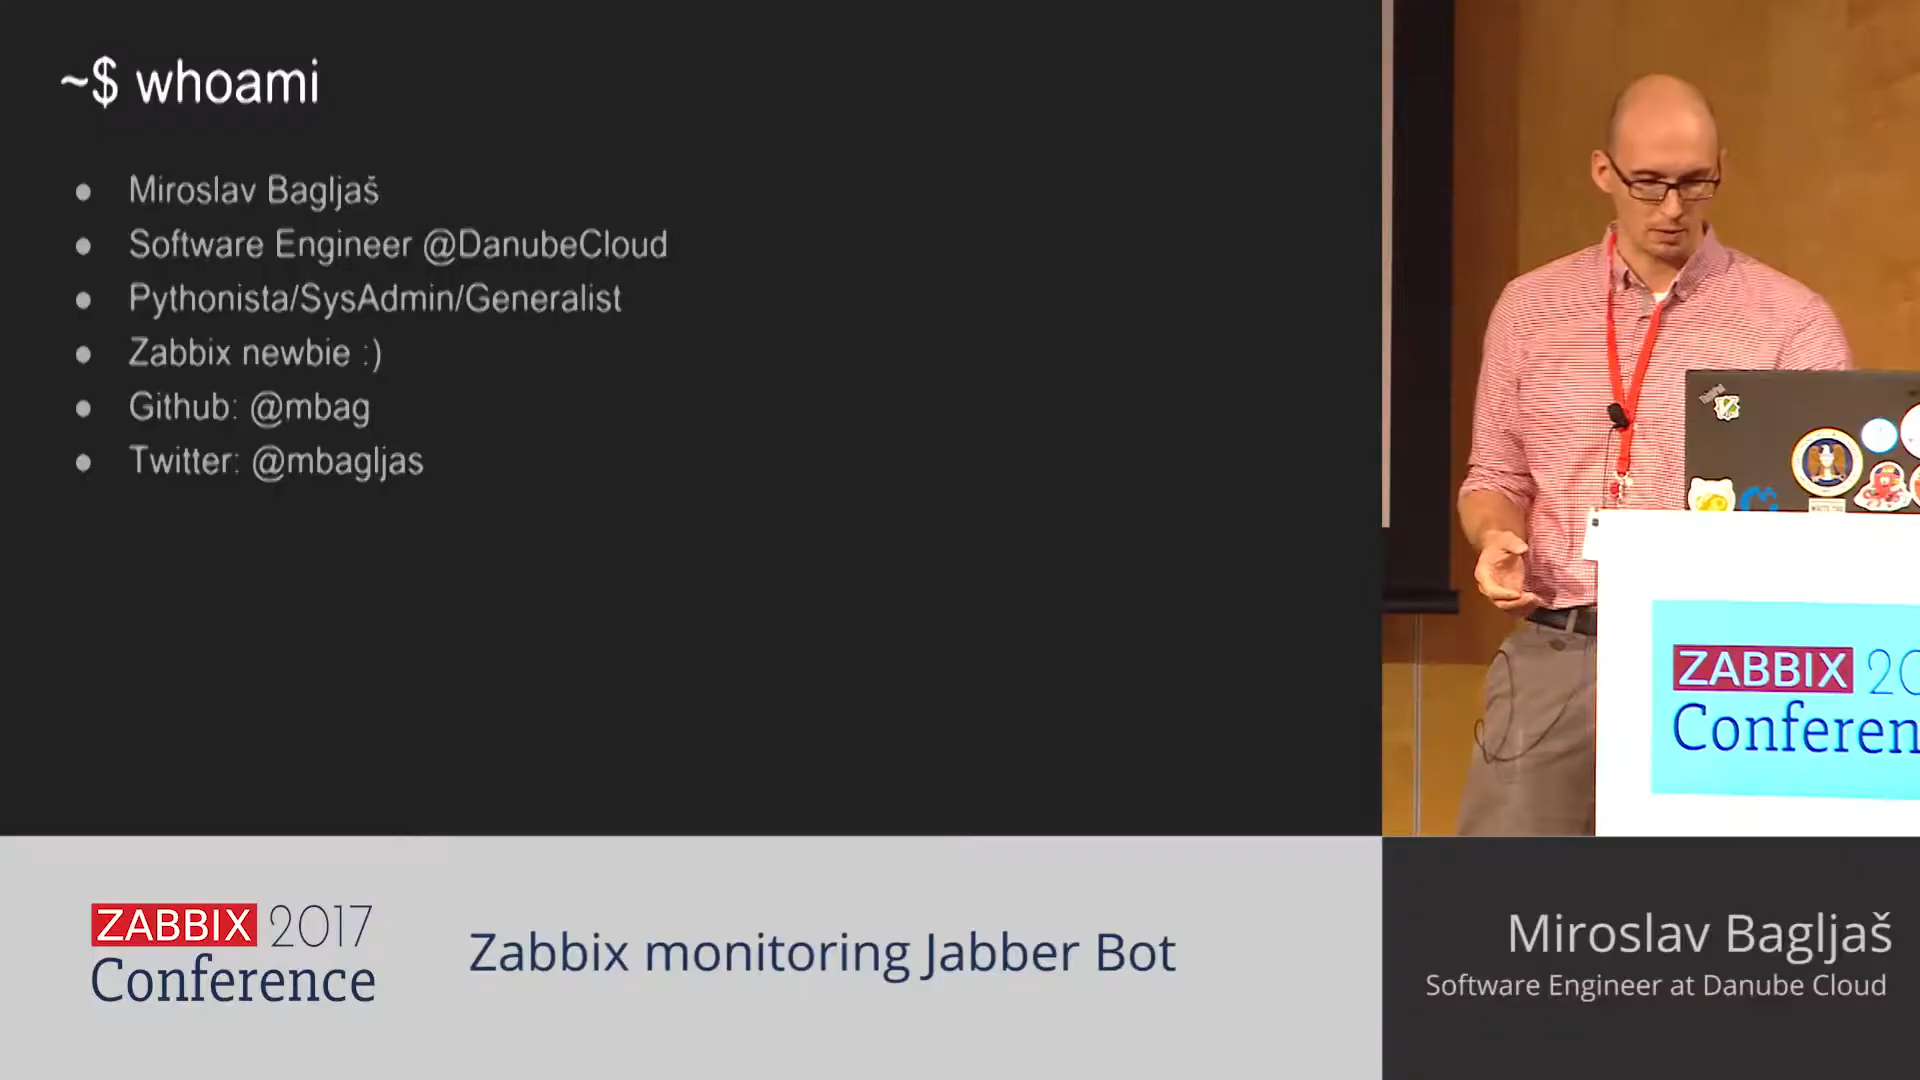 ~$ whoami
● Miroslav Bagljaš
● Software Engineer @DanubeCloud
● Pythonista/SysAdmin/Generalist
● Zabbix newbie :)
● Github: @mbag
● Twitter: @mbagljas
ZABBIX 20
Conferen
ZABBIX 2017
Conference
Zabbix monitoring Jabber Bot
Miroslav Bagljaš
Software Engineer at Danube Cloud